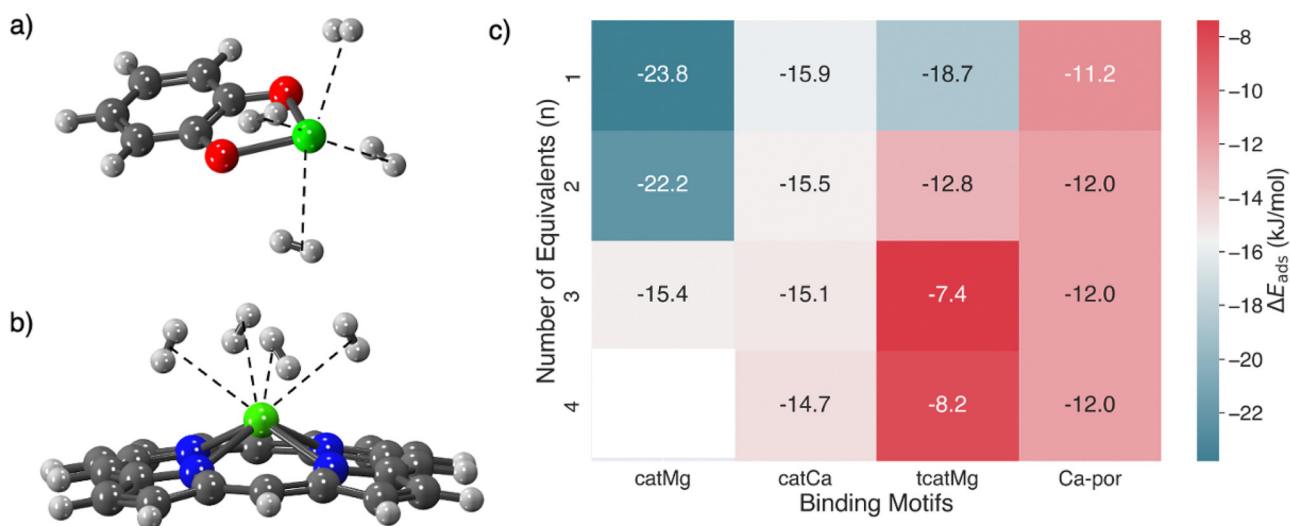 a)
b)
c)
Number of Equivalents (n)
1 -23.8 -15.9 -18.7 -11.2
2 -22.2 -15.5 -12.8 -12.0
3 -15.4 -15.1 -7.4 -12.0
4 -14.7 -8.2 -12.0
catMg catCa tcatMg Ca-por
Binding Motifs
−8
−10
−12
−14
−16
−18
−20
−22
ΔE_ads (kJ/mol)